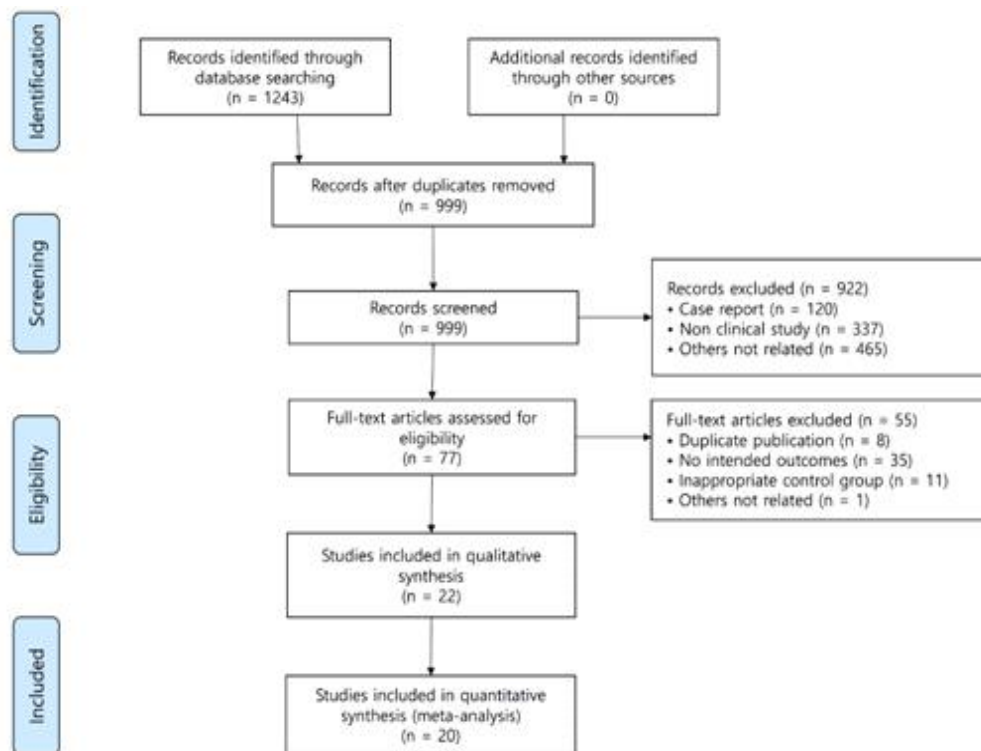 Identification
Records identified through
database searching
(n = 1243)
Additional records identified
through other sources
(n = 0)
Records after duplicates removed
(n = 999)
Screening
Records screened
(n = 999)
Records excluded (n = 922)
• Case report (n = 120)
• Non clinical study (n = 337)
• Others not related (n = 465)
Eligibility
Full-text articles assessed for
eligibility
(n = 77)
Full-text articles excluded (n = 55)
• Duplicate publication (n = 8)
• No intended outcomes (n = 35)
• Inappropriate control group (n = 11)
• Others not related (n = 1)
Studies included in qualitative
synthesis
(n = 22)
Included
Studies included in quantitative
synthesis (meta-analysis)
(n = 20)